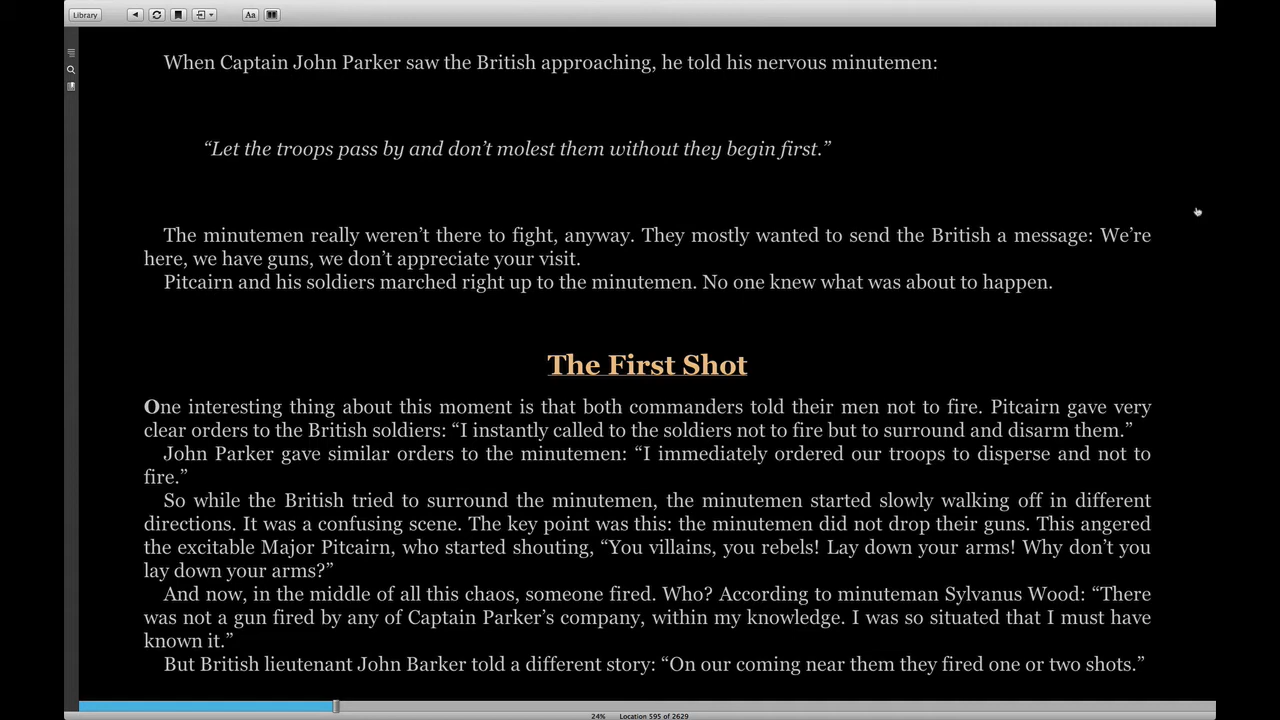 Library
Aa
When Captain John Parker saw the British approaching, he told his nervous minutemen:
“Let the troops pass by and don’t molest them without they begin first.”
The minutemen really weren’t there to fight, anyway. They mostly wanted to send the British a message: We’re
here, we have guns, we don’t appreciate your visit.
Pitcairn and his soldiers marched right up to the minutemen. No one knew what was about to happen.
The First Shot
One interesting thing about this moment is that both commanders told their men not to fire. Pitcairn gave very
clear orders to the British soldiers: “I instantly called to the soldiers not to fire but to surround and disarm them.”
John Parker gave similar orders to the minutemen: “I immediately ordered our troops to disperse and not to
fire.”
So while the British tried to surround the minutemen, the minutemen started slowly walking off in different
directions. It was a confusing scene. The key point was this: the minutemen did not drop their guns. This angered
the excitable Major Pitcairn, who started shouting, “You villains, you rebels! Lay down your arms! Why don’t you
lay down your arms?”
And now, in the middle of all this chaos, someone fired. Who? According to minuteman Sylvanus Wood: “There
was not a gun fired by any of Captain Parker’s company, within my knowledge. I was so situated that I must have
known it.”
But British lieutenant John Barker told a different story: “On our coming near them they fired one or two shots.”
24% Location 595 of 2629